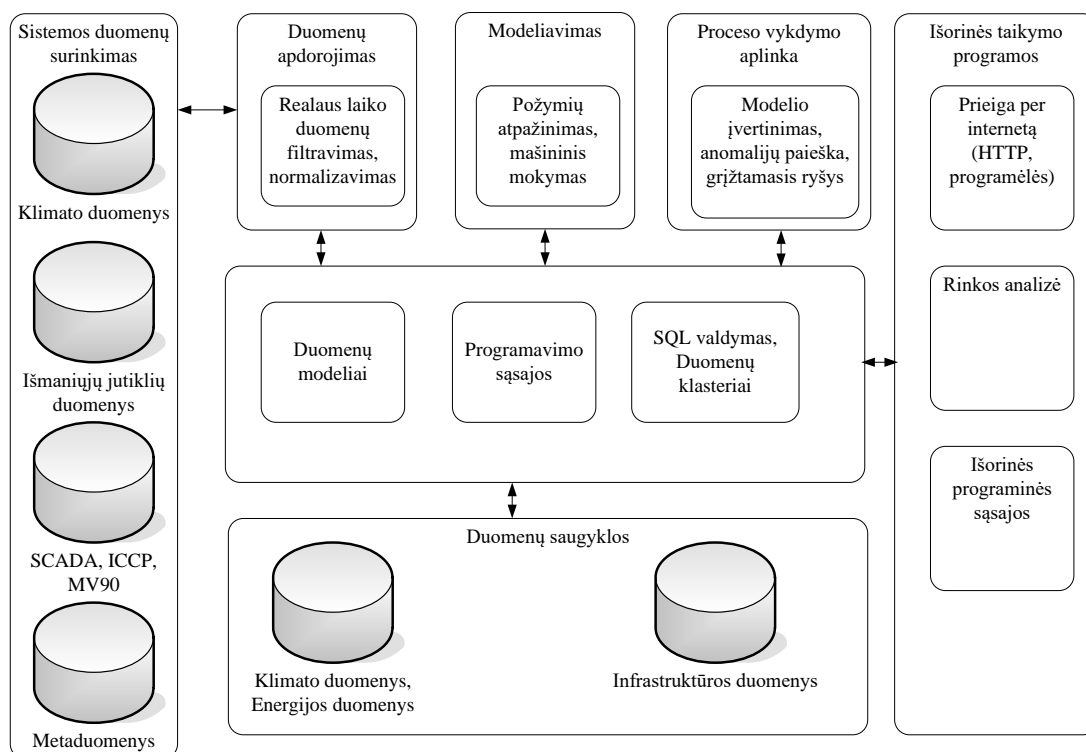 Sistemos duomenų
surinkimas
Klimato duomenys
Išmaniųjų jutiklių
duomenys
SCADA, ICCP,
MV90
Metaduomenys
Duomenų
apdorojimas
Realaus laiko
duomenų
filtravimas,
normalizavimas
Modeliavimas
Požymių
atpažinimas,
mašininis
mokymas
Proceso vykdymo
aplinka
Modelio
įvertinimas,
anomalijų paieška,
grįžtamasis ryšys
Duomenų
modeliai
Programavimo
sąsajos
SQL valdymas,
Duomenų
klasteriai
Duomenų saugyklos
Klimato duomenys,
Energijos duomenys
Infrastruktūros duomenys
Išorinės taikymo
programos
Prieiga per
internetą
(HTTP,
programėlės)
Rinkos analizė
Išorinės
programinės
sąsajos